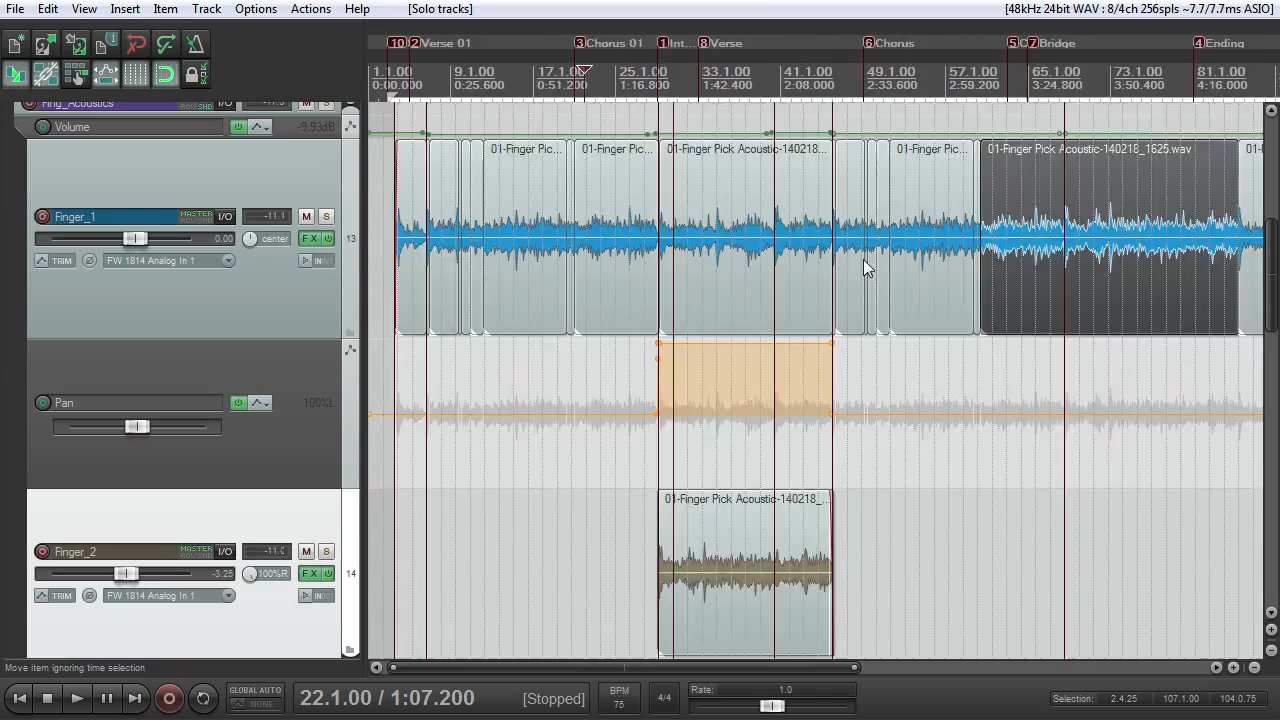 File Edit View Insert Item Track Options Actions Help [Solo tracks] [48kHz 24bit WAV : 8/4ch 256spls ~7.7/7.7ms ASIO]
10 2 Verse 01 3 Chorus 01 1 Int... 8 Verse 6 Chorus 5 7 Bridge 4 Ending
1.1.00 9.1.00 17.1.00 25.1.00 33.1.00 41.1.00 49.1.00 57.1.00 65.1.00 73.1.00 81.1.00
0:00.000 0:25.600 0:51.200 1:16.800 1:42.400 2:08.000 2:33.600 2:59.200 3:24.800 3:50.400 4:16.000
Fing_Acoustics I/O M S
Volume -9.93dB
01-Finger Pic... 01-Finger Pic... 01-Finger Pick Acoustic-140218... 01-Finger Pic... 01-Finger Pick Acoustic-140218_1625.wav
Finger_1 MASTER I/O -11.1 M S
0.00 center FX 13
TRIM FW 1814 Analog In 1 IN
Pan 100%L
01-Finger Pick Acoustic-140218_...
Finger_2 MASTER I/O -11.0 M S
-3.25 100%R FX 14
TRIM FW 1814 Analog In 1 IN
Move item ignoring time selection
GLOBAL AUTO
NONE
22.1.00 / 1:07.200 [Stopped]
BPM
75
4/4
Rate: 1.0
Selection: 2.4.25 107.1.00 104.0.75